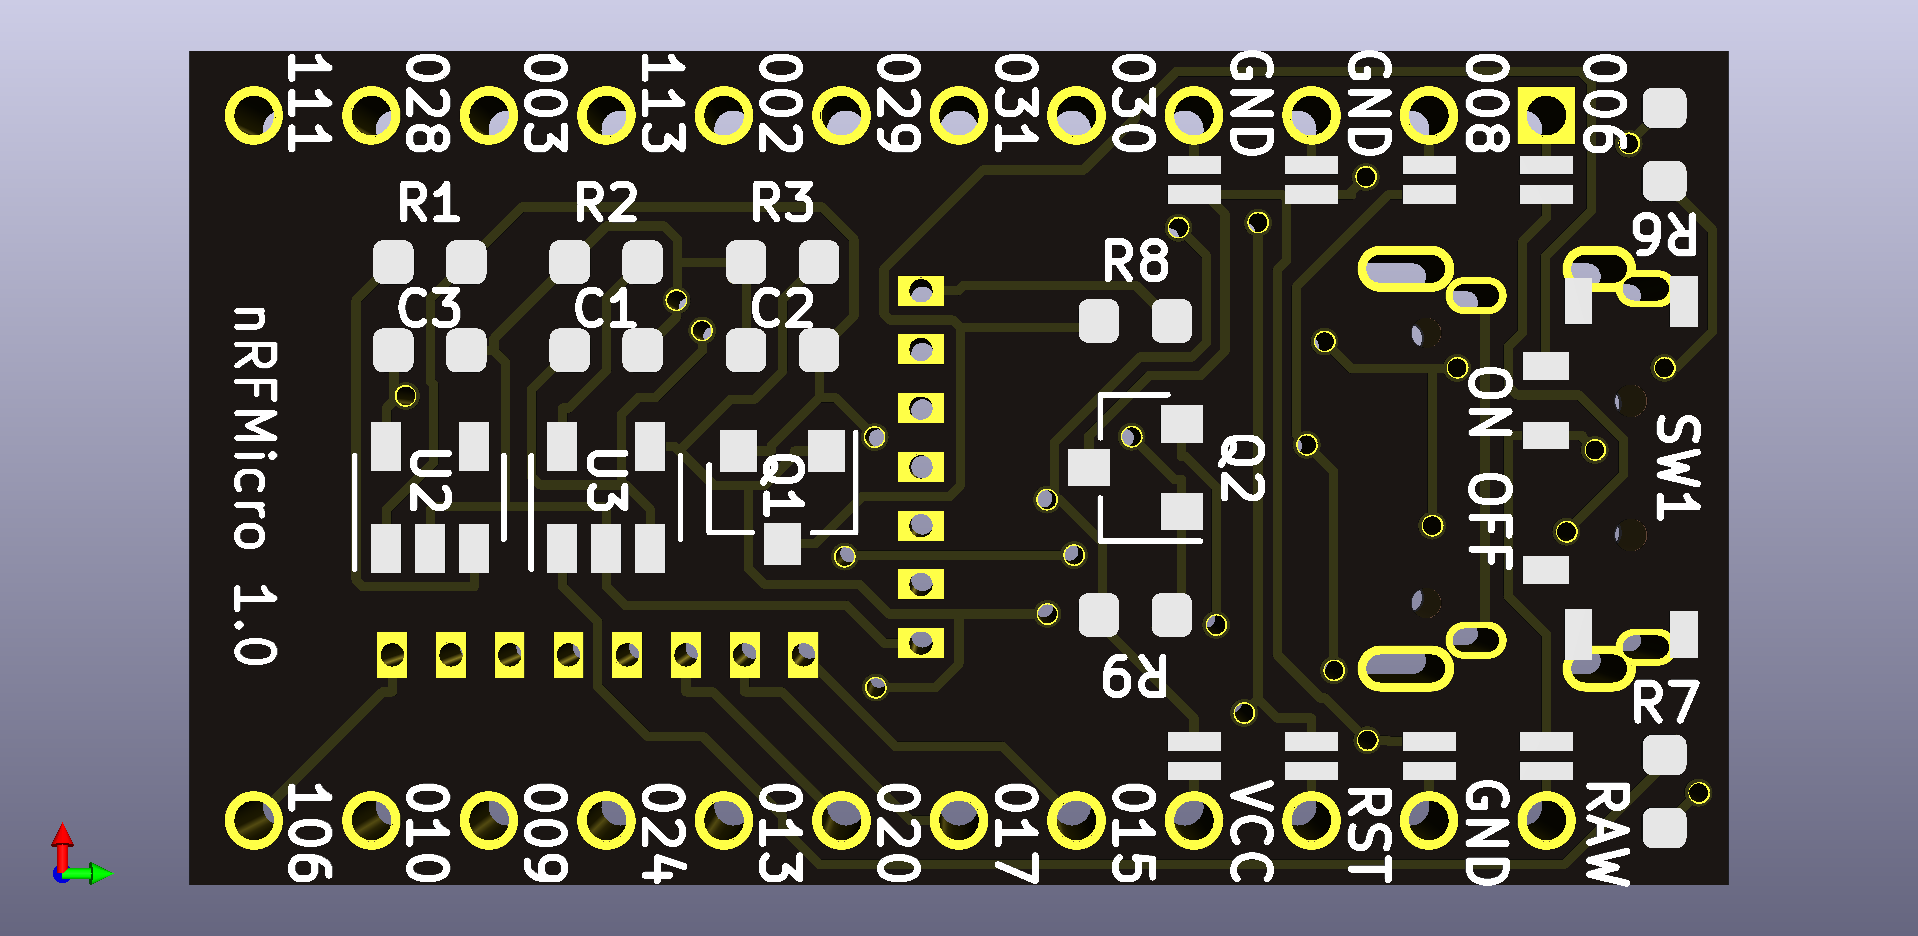 111
028
003
113
002
029
031
030
GND
GND
008
006
R1
R2
R3
R8
R6
C3
C1
C2
nRFMicro 1.0
U2
U3
Q1
Q2
ON OFF
SW1
R9
R7
106
010
009
024
013
020
017
015
VCC
RST
GND
RAW